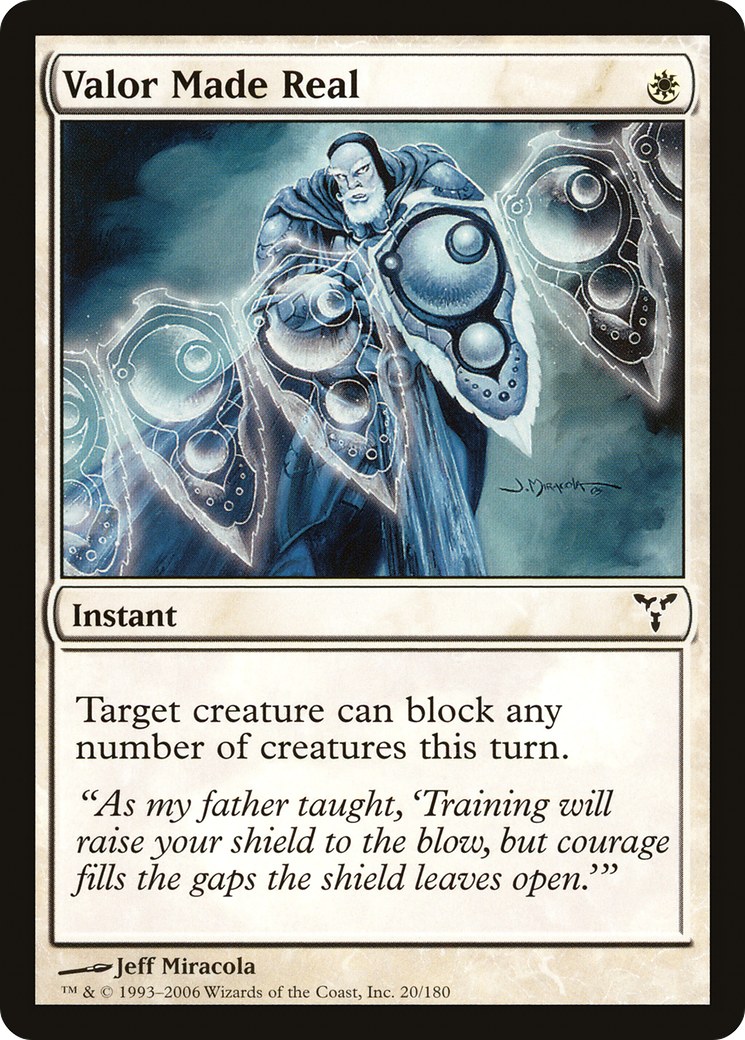 Valor Made Real
J. Miracola 05
Instant
Target creature can block any
number of creatures this turn.
“As my father taught, ‘Training will
raise your shield to the blow, but courage
fills the gaps the shield leaves open.’”
Jeff Miracola
™ & © 1993–2006 Wizards of the Coast, Inc. 20/180